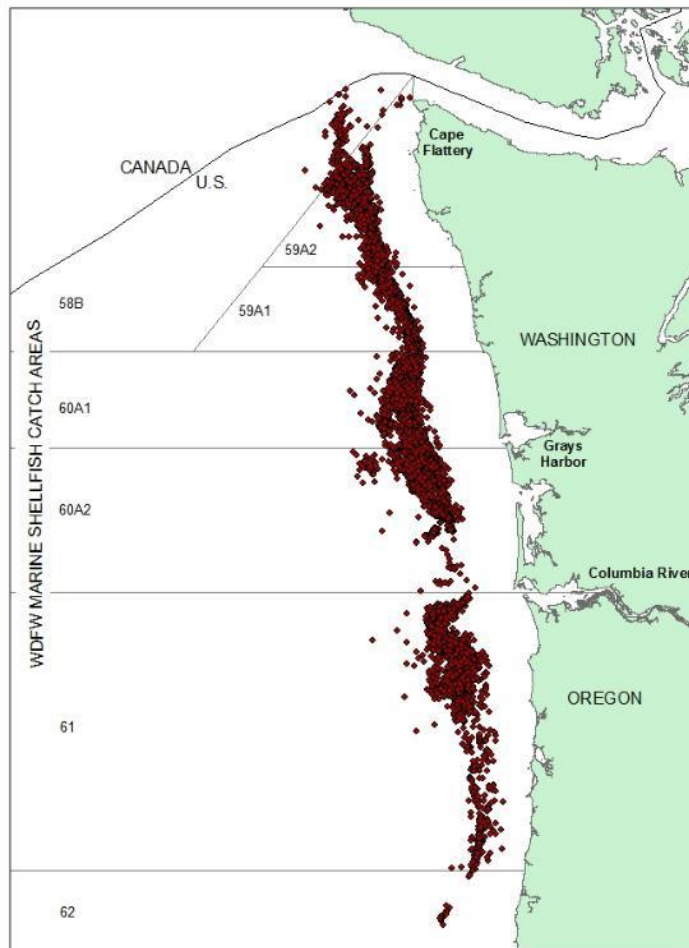 Cape
Flattery
CANADA
U.S.
59A2
58B
59A1
WASHINGTON
60A1
Grays
Harbor
60A2
WDFW MARINE SHELLFISH CATCH AREAS
Columbia River
OREGON
61
62